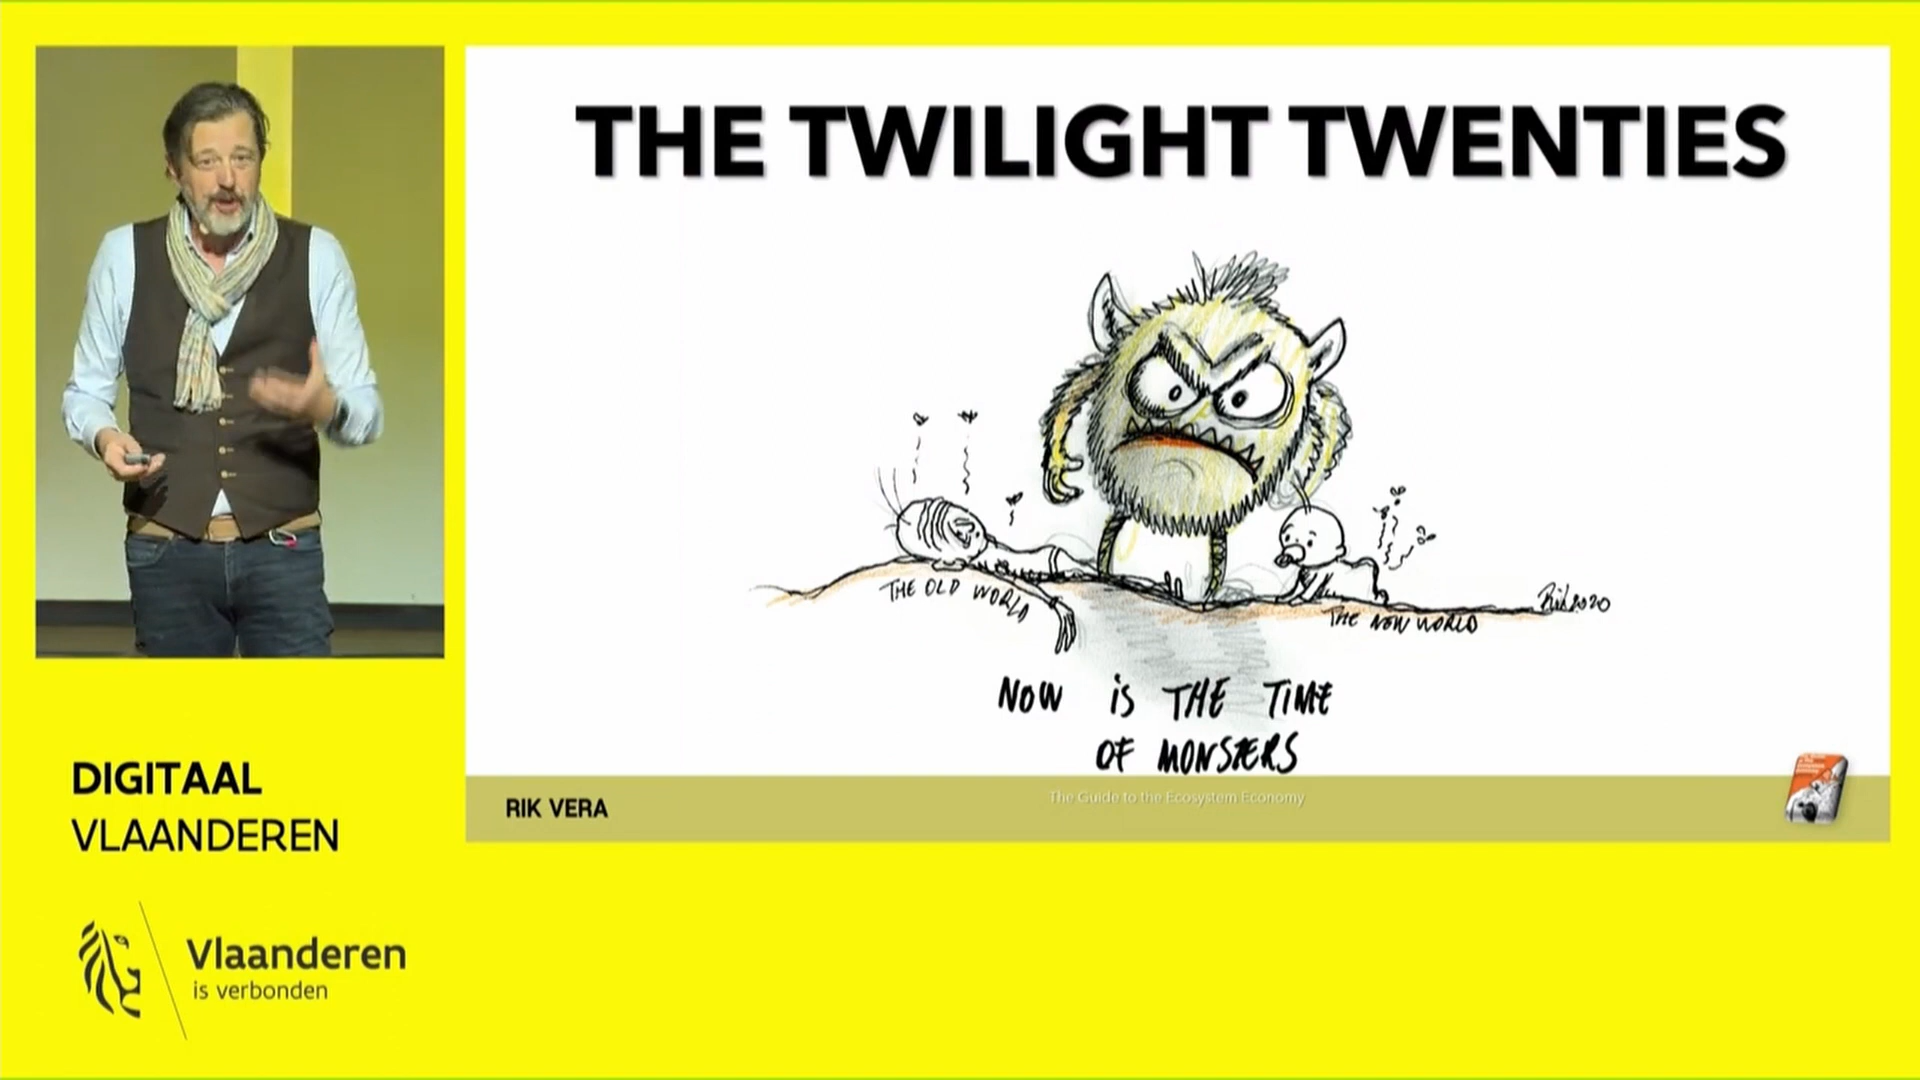 THE TWILIGHT TWENTIES
THE OLD WORLD
THE NEW WORLD
Rik 2020
NOW is THE TIME
OF MONSTERS
RIK VERA
The Guide to the Ecosystem Economy
DIGITAAL
VLAANDEREN
Vlaanderen
is verbonden